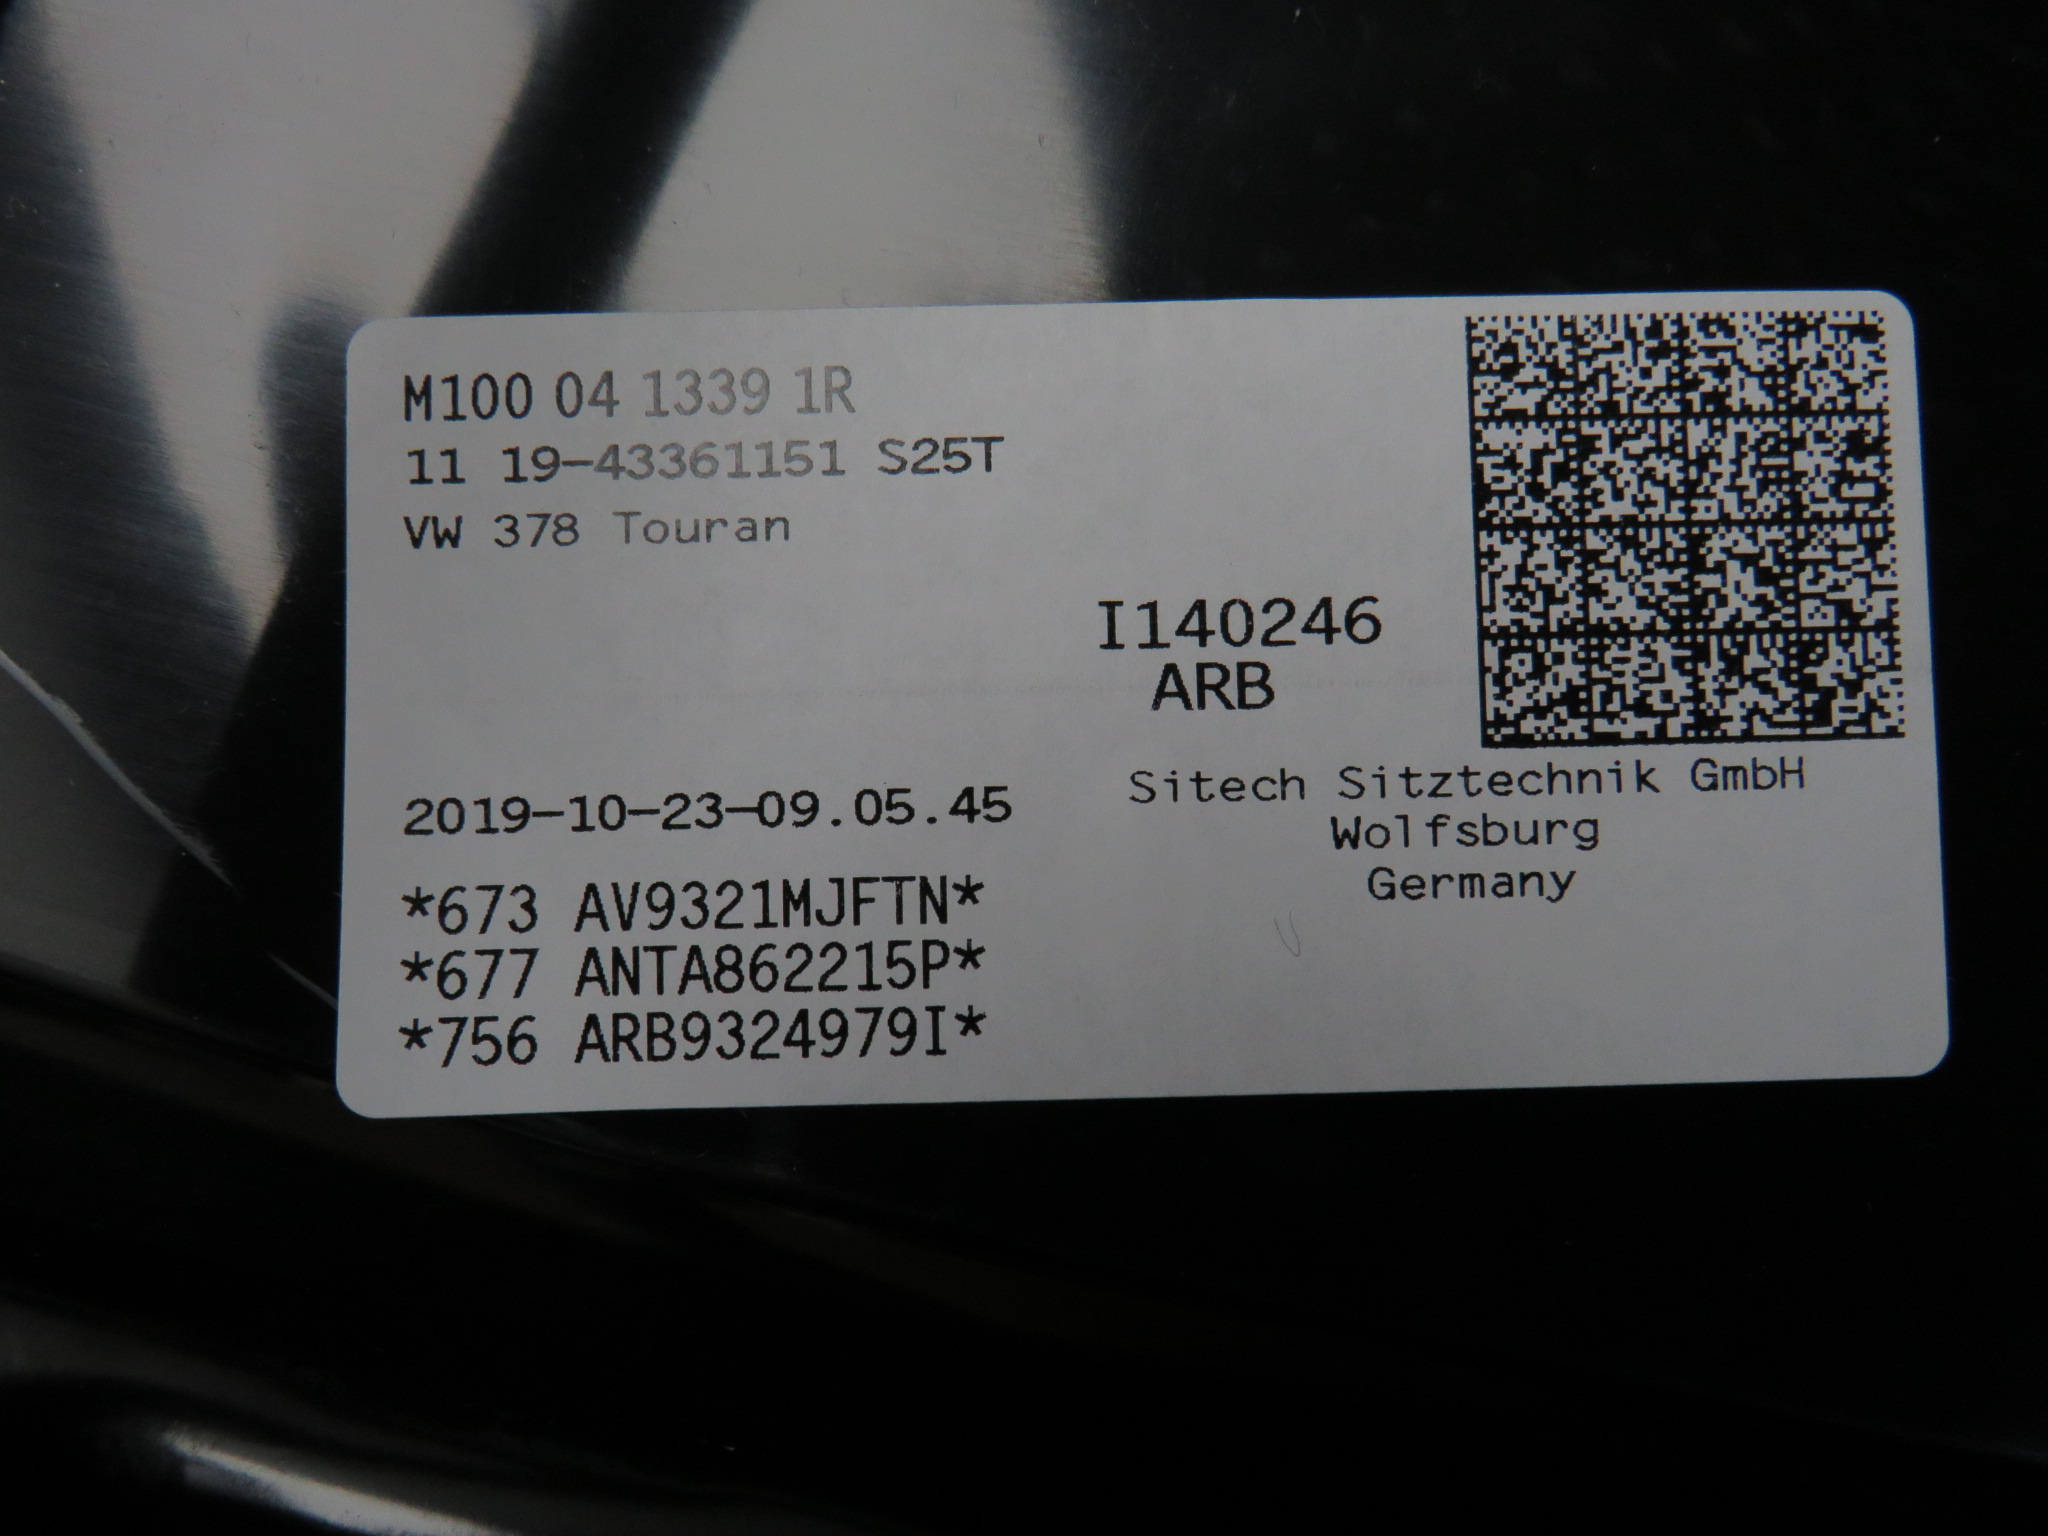 M100 04 1339 1R
11 19-43361151 S25T
VW 378 Touran
I140246
ARB
Sitech Sitztechnik GmbH
Wolfsburg
Germany
2019-10-23-09.05.45
*673 AV9321MJFTN*
*677 ANTA862215P*
*756 ARB9324979I*